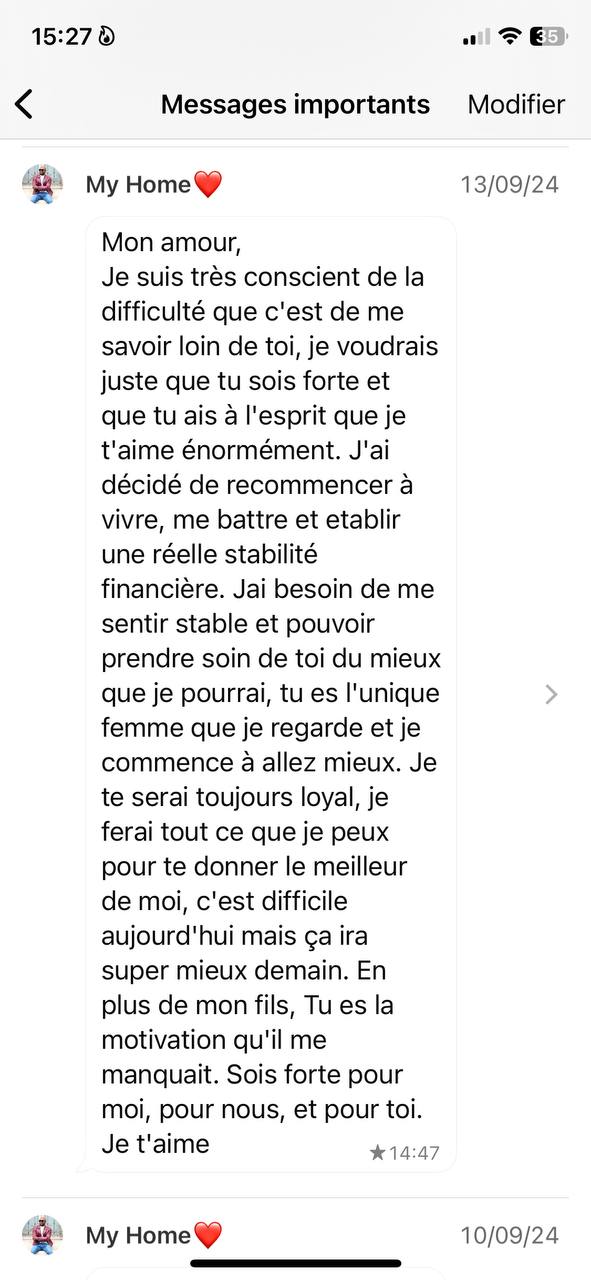 15:27
35
Messages importants
Modifier
My Home❤️
13/09/24
Mon amour,
Je suis très conscient de la
difficulté que c'est de me
savoir loin de toi, je voudrais
juste que tu sois forte et
que tu ais à l'esprit que je
t'aime énormément. J'ai
décidé de recommencer à
vivre, me battre et etablir
une réelle stabilité
financière. Jai besoin de me
sentir stable et pouvoir
prendre soin de toi du mieux
que je pourrai, tu es l'unique
femme que je regarde et je
commence à allez mieux. Je
te serai toujours loyal, je
ferai tout ce que je peux
pour te donner le meilleur
de moi, c'est difficile
aujourd'hui mais ça ira
super mieux demain. En
plus de mon fils, Tu es la
motivation qu'il me
manquait. Sois forte pour
moi, pour nous, et pour toi.
Je t'aime
★14:47
My Home❤️
10/09/24